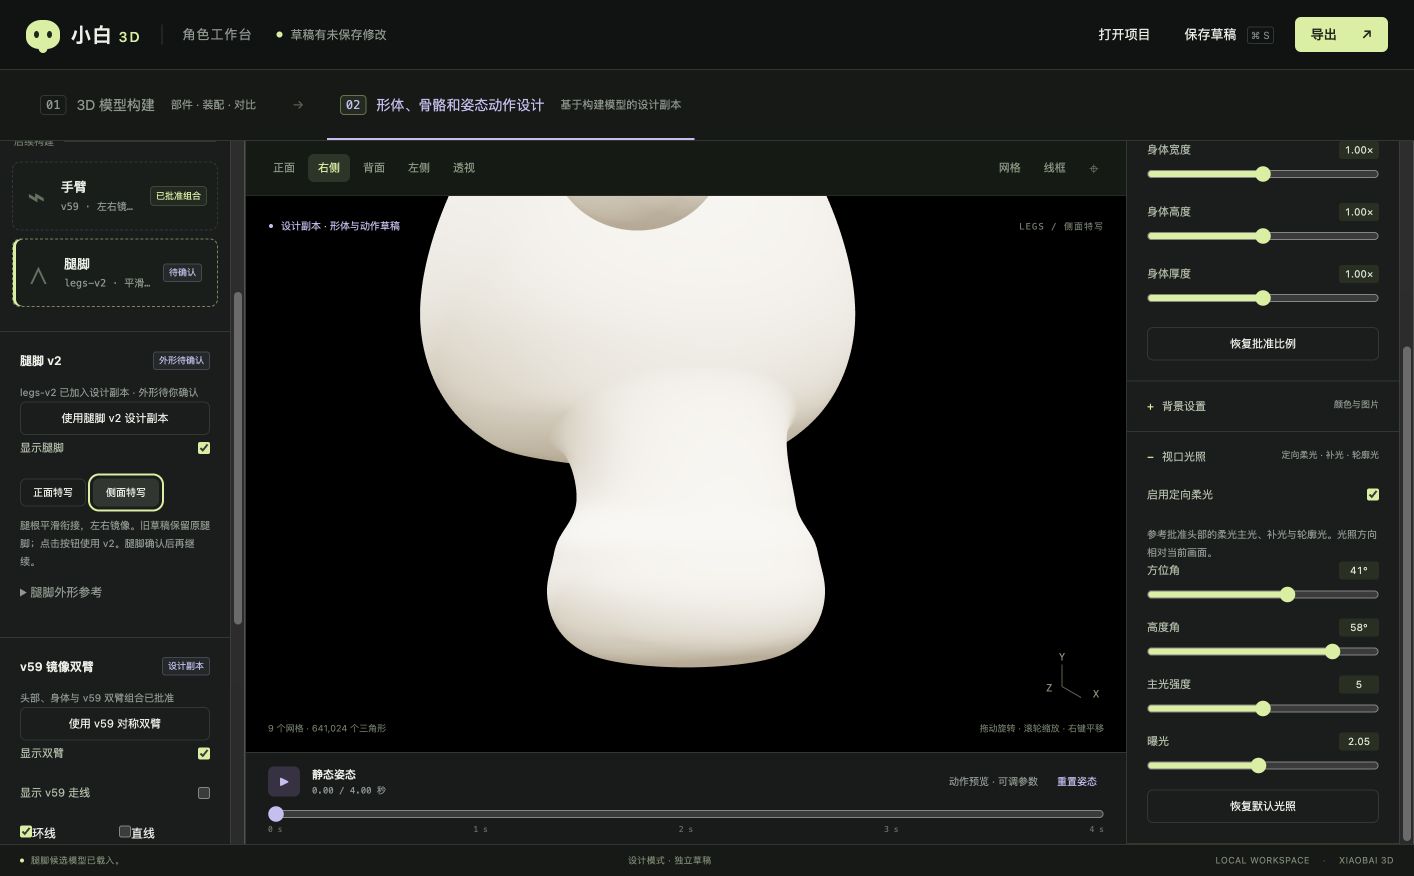 小白 3D
角色工作台
草稿有未保存修改
打开项目
保存草稿 ⌘ S
导出 ↗
01 3D 模型构建 部件 · 装配 · 对比 →
02 形体、骨骼和姿态动作设计 基于构建模型的设计副本
后续构建
手臂
v59 · 左右镜…
已批准组合
腿脚
legs-v2 · 平滑…
待确认
腿脚 v2
外形待确认
legs-v2 已加入设计副本 · 外形待你确认
使用腿脚 v2 设计副本
显示腿脚
正面特写
侧面特写
腿根平滑衔接，左右镜像。旧草稿保留原腿
脚；点击按钮使用 v2。腿脚确认后再继
续。
▶ 腿脚外形参考
v59 镜像双臂
设计副本
头部、身体与 v59 双臂组合已批准
使用 v59 对称双臂
显示双臂
显示 v59 走线
环线
直线
正面
右侧
背面
左侧
透视
网格
线框
设计副本 · 形体与动作草稿
LEGS / 侧面特写
Y
Z
X
9 个网格 · 641,024 个三角形
拖动旋转 · 滚轮缩放 · 右键平移
静态姿态
0.00 / 4.00 秒
动作预览 · 可调参数
重置姿态
0 s
1 s
2 s
3 s
4 s
身体宽度 1.00×
身体高度 1.00×
身体厚度 1.00×
恢复批准比例
+ 背景设置 颜色与图片
− 视口光照 定向柔光 · 补光 · 轮廓光
启用定向柔光
参考批准头部的柔光主光、补光与轮廓光。光照方向
相对当前画面。
方位角 41°
高度角 58°
主光强度 5
曝光 2.05
恢复默认光照
腿脚候选模型已载入。
设计模式 · 独立草稿
LOCAL WORKSPACE · XIAOBAI 3D